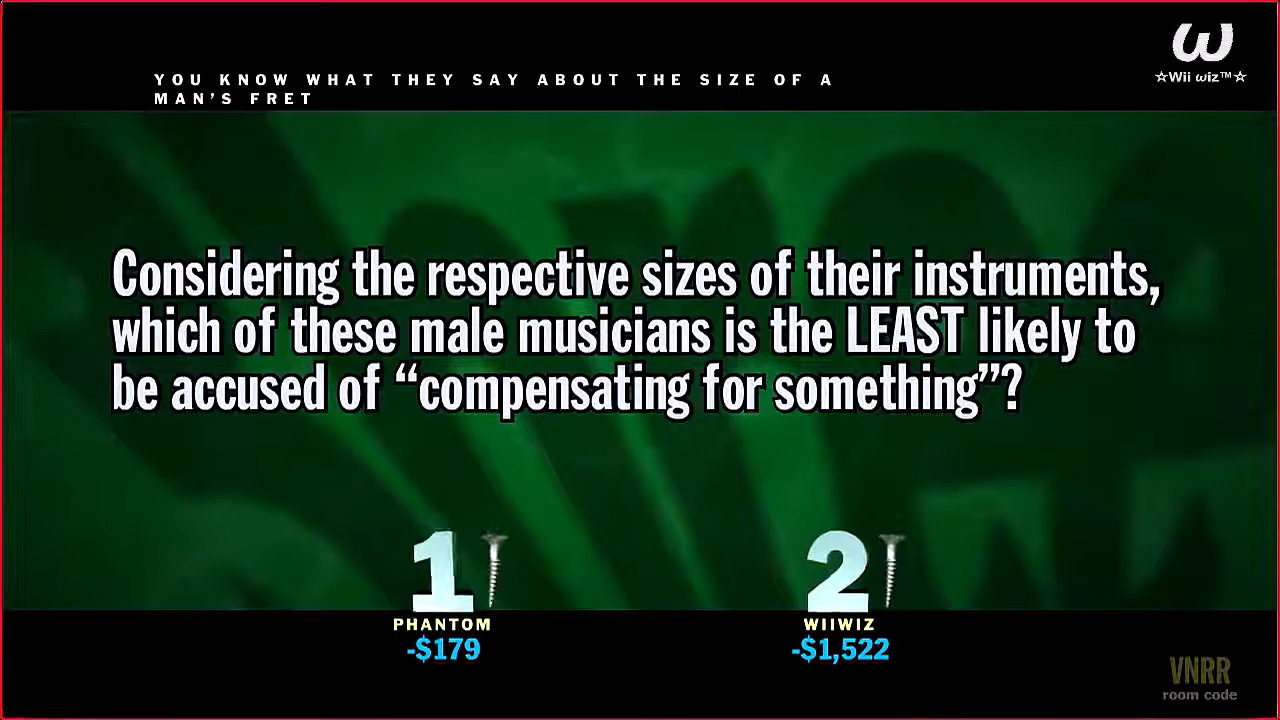 ω
☆Wii ωiz™☆
YOU KNOW WHAT THEY SAY ABOUT THE SIZE OF A
MAN'S FRET
Considering the respective sizes of their instruments,
which of these male musicians is the LEAST likely to
be accused of “compensating for something”?
1
2
PHANTOM
WIIWIZ
-$179
-$1,522
VNRR
room code